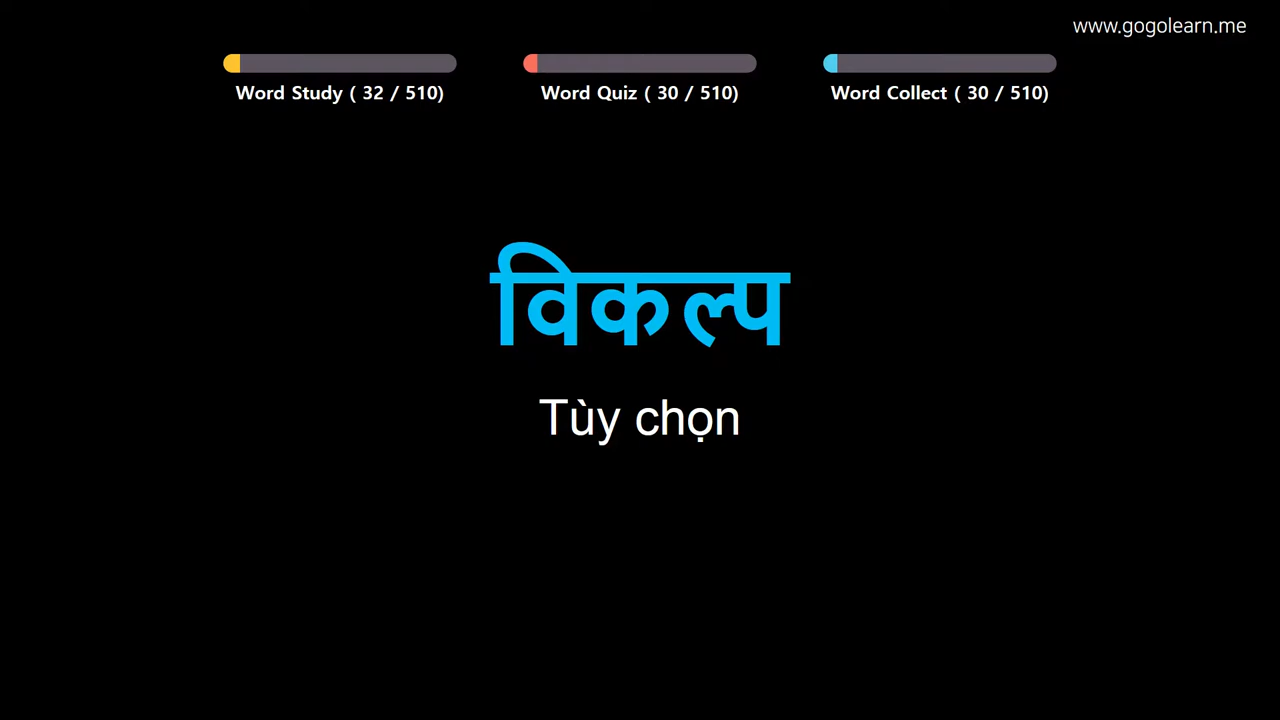 www.gogolearn.me
Word Study ( 32 / 510)
Word Quiz ( 30 / 510)
Word Collect ( 30 / 510)
विकल्प
Tùy chọn